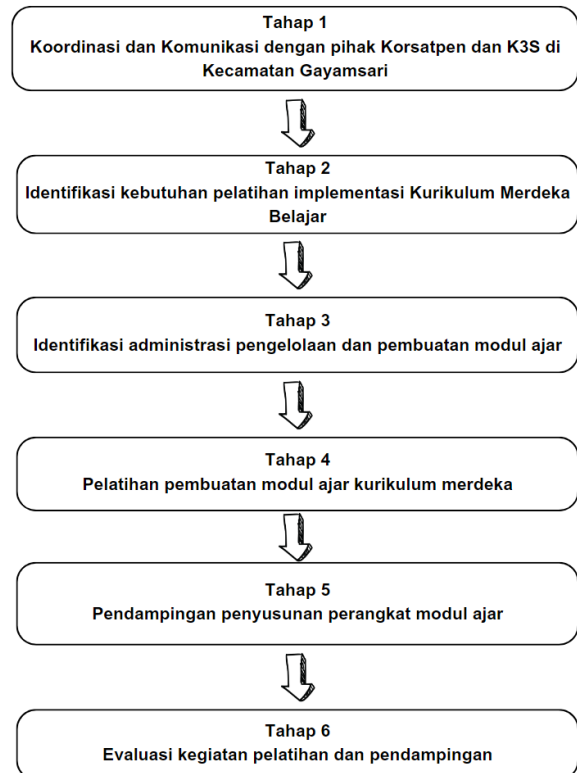 Tahap 1
Koordinasi dan Komunikasi dengan pihak Korsatpen dan K3S di
Kecamatan Gayamsari
Tahap 2
Identifikasi kebutuhan pelatihan implementasi Kurikulum Merdeka
Belajar
Tahap 3
Identifikasi administrasi pengelolaan dan pembuatan modul ajar
Tahap 4
Pelatihan pembuatan modul ajar kurikulum merdeka
Tahap 5
Pendampingan penyusunan perangkat modul ajar
Tahap 6
Evaluasi kegiatan pelatihan dan pendampingan